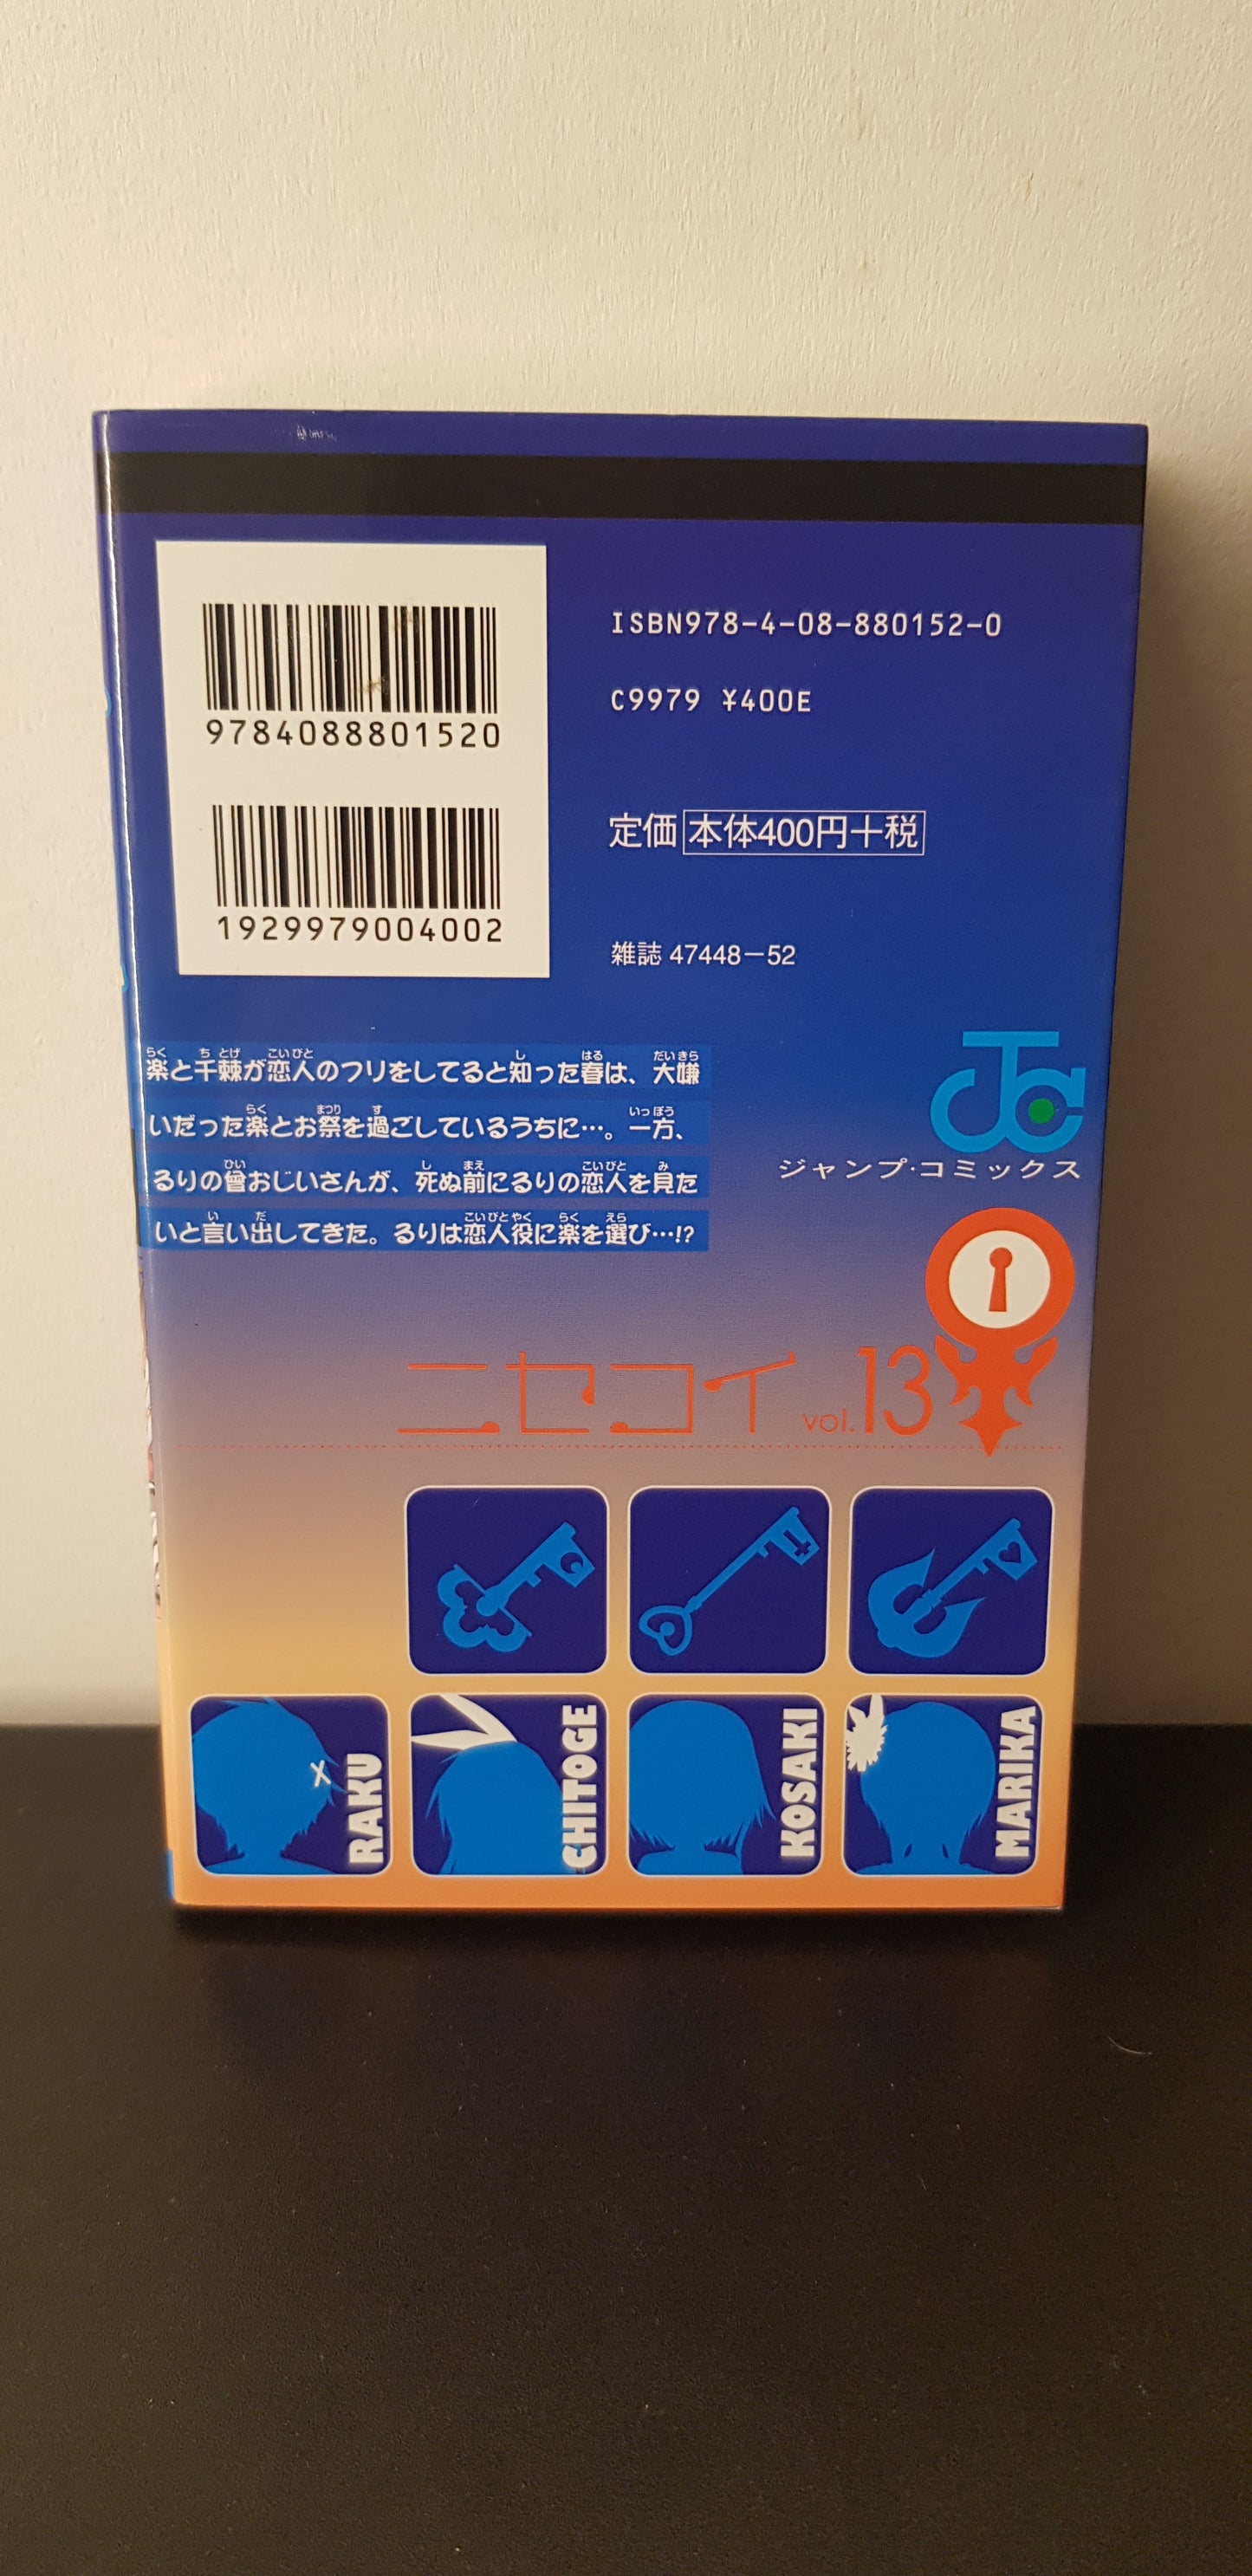 9784088801520
1929979004002
ISBN978-4-08-880152-0
C9979 ¥400E
定価 本体400円+税
雑誌 47448-52
楽と千棘が恋人のフリをしてると知った春は、大嫌
いだった楽とお祭を過ごしているうちに…。一方、
るりの曾おじいさんが、死ぬ前にるりの恋人を見た
いと言い出してきた。るりは恋人役に楽を選び…!?
JC
ジャンプ・コミックス
ニセコイ vol.13
RAKU
CHITOGE
KOSAKI
MARIKA